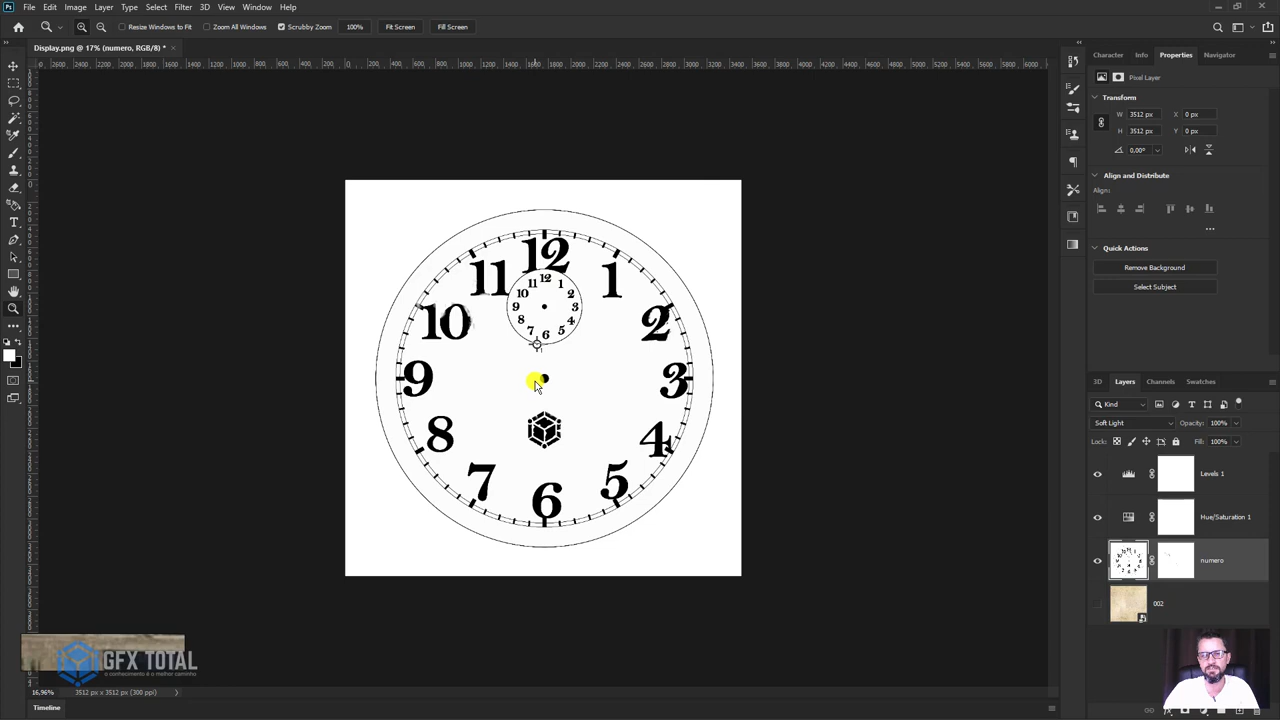 File Edit Image Layer Type Select Filter 3D View Plugins Window Help
Resize Windows to Fit Zoom All Windows Scrubby Zoom 100% Fit Screen Fill Screen
Display.png @ 17% (numero, RGB/8) * ×
Character Info Properties Navigator
Pixel Layer
Transform
W 3512 px X 0 px
H 3512 px Y 0 px
0,00°
Align and Distribute
Align:
Quick Actions
Remove Background
Select Subject
12
11 1
10 2
9 3
8 4
7 5
6
12
11 1
10 2
9 3
8 4
7 5
6
3D Layers Channels Swatches
Kind
Soft Light Opacity: 100%
Lock: Fill: 100%
Levels 1
Hue/Saturation 1
numero
002
GFX TOTAL
o conhecimento é o melhor caminho
16,96% 3512 px x 3512 px (300 ppi)
Timeline